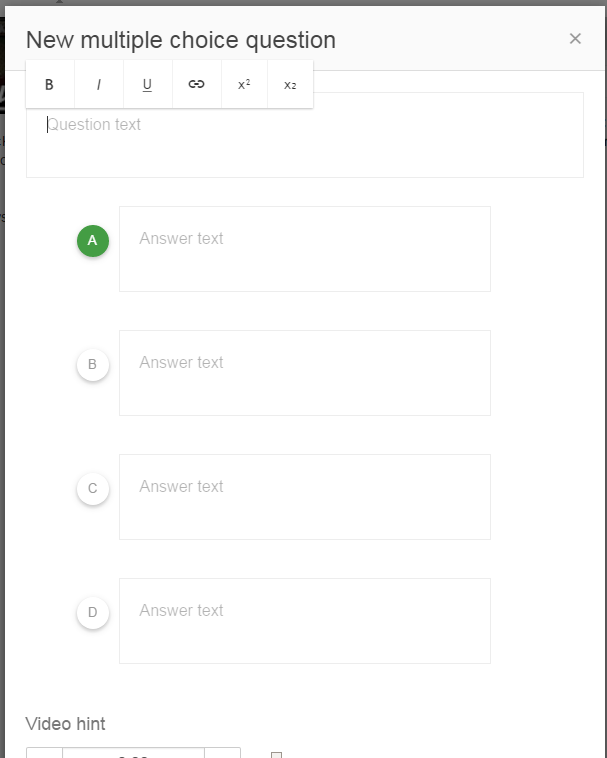 New multiple choice question ×
B I U x² x₂
Question text
A Answer text
B Answer text
C Answer text
D Answer text
Video hint